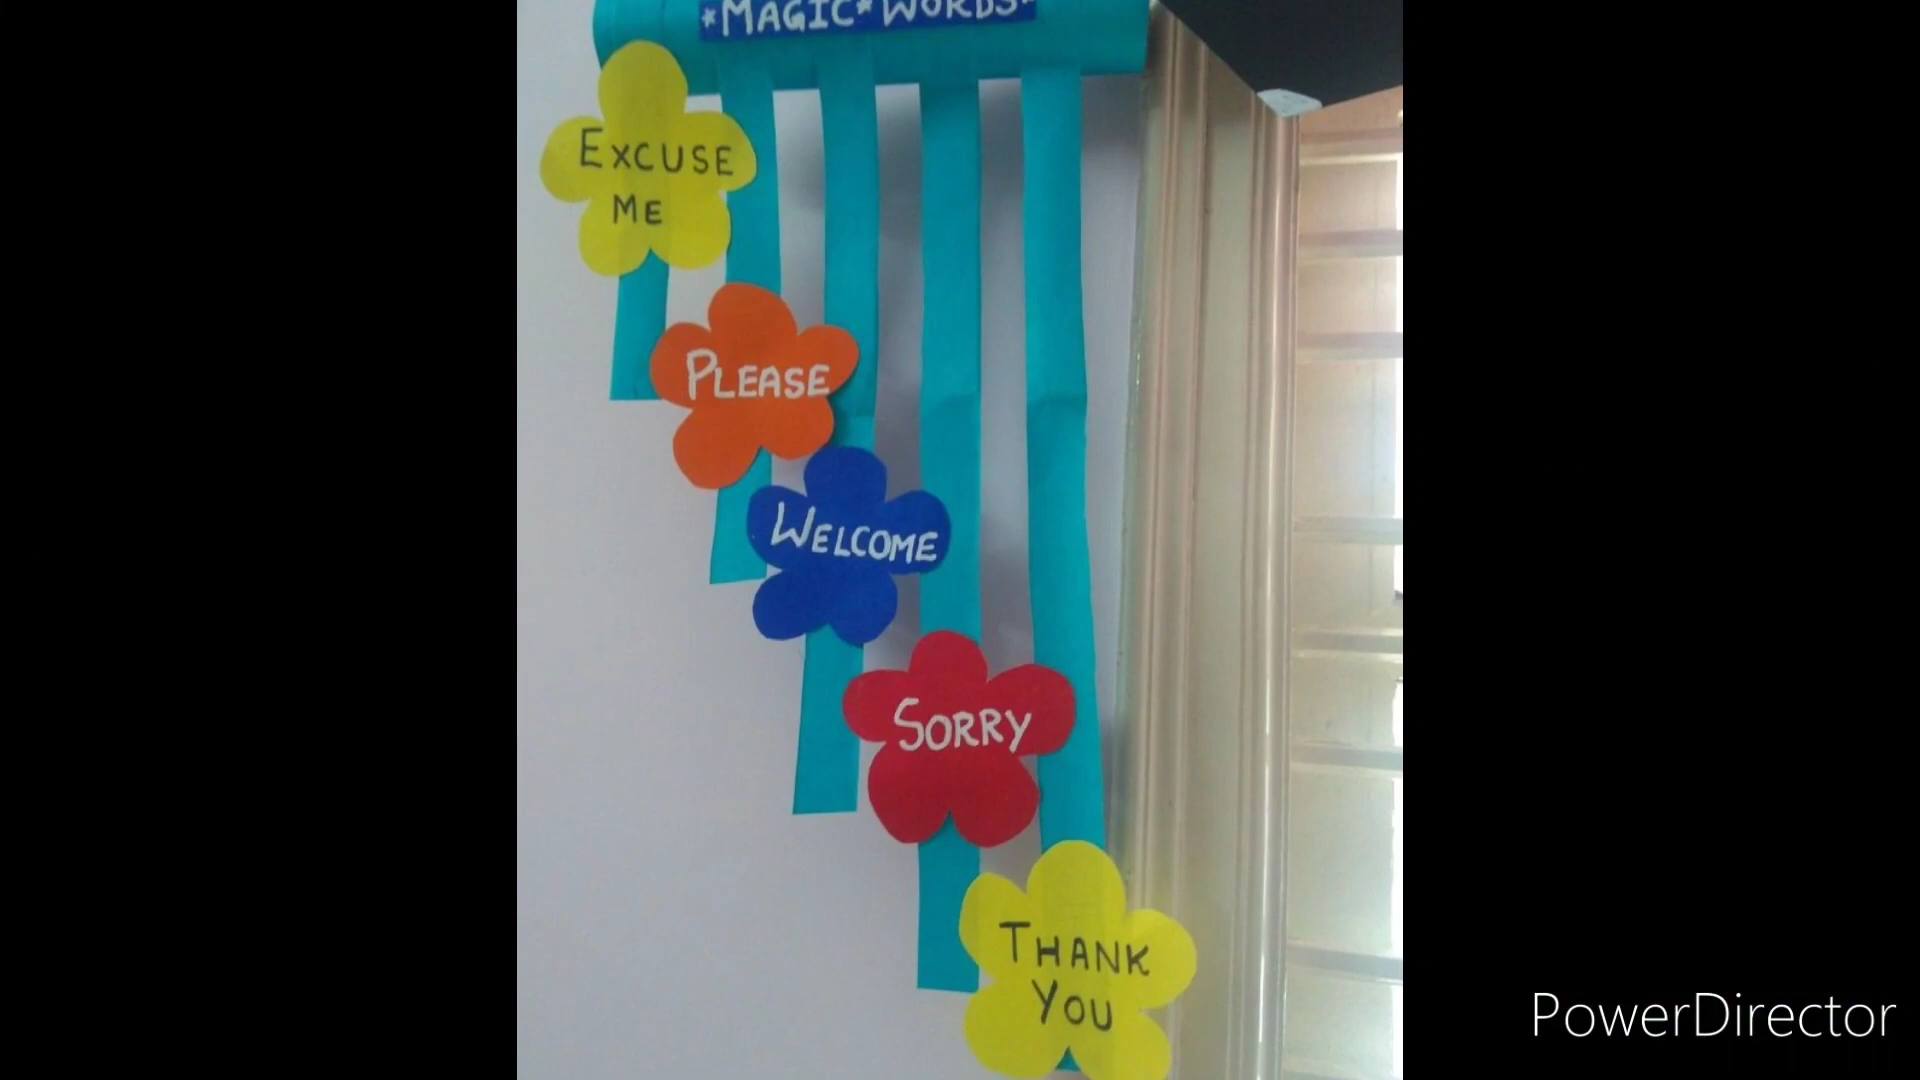 *MAGIC*WORDS*
EXCUSE
ME
PLEASE
WELCOME
SORRY
THANK
YOU
PowerDirector